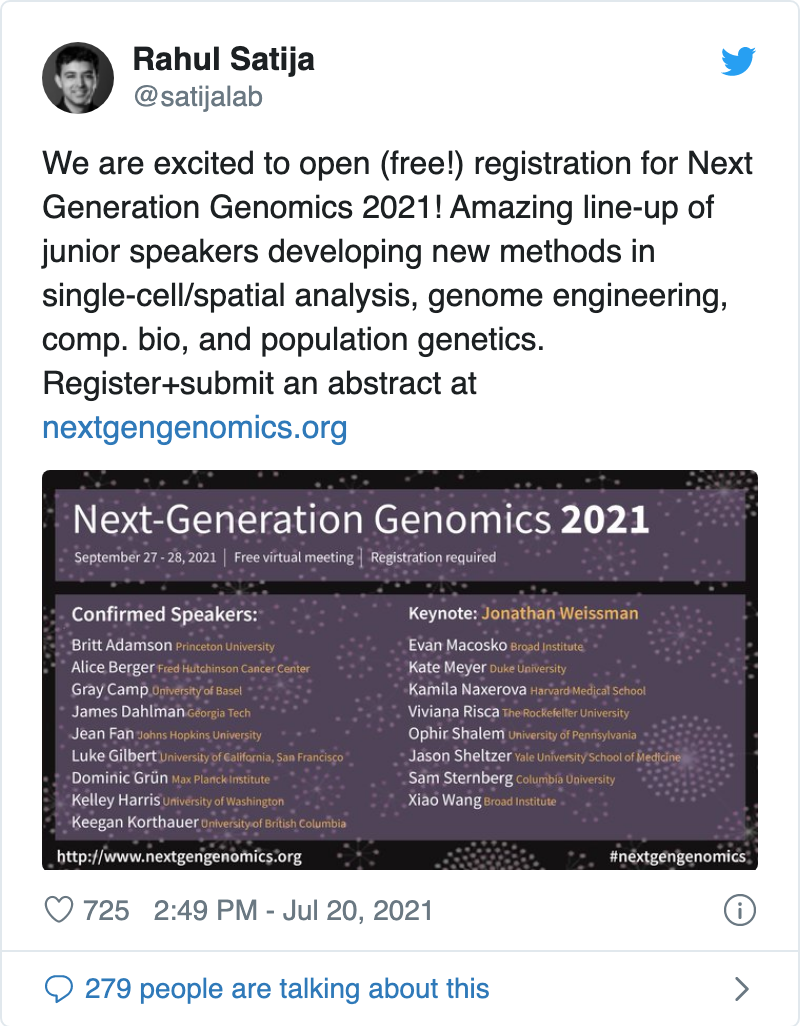 Rahul Satija
@satijalab
We are excited to open (free!) registration for Next
Generation Genomics 2021! Amazing line-up of
junior speakers developing new methods in
single-cell/spatial analysis, genome engineering,
comp. bio, and population genetics.
Register+submit an abstract at
nextgengenomics.org
Next-Generation Genomics 2021
September 27 - 28, 2021 | Free virtual meeting | Registration required
Confirmed Speakers:
Britt Adamson Princeton University
Alice Berger Fred Hutchinson Cancer Center
Gray Camp University of Basel
James Dahlman Georgia Tech
Jean Fan Johns Hopkins University
Luke Gilbert University of California, San Francisco
Dominic Grün Max Planck Institute
Kelley Harris University of Washington
Keegan Korthauer University of British Columbia
Keynote: Jonathan Weissman
Evan Macosko Broad Institute
Kate Meyer Duke University
Kamila Naxerova Harvard Medical School
Viviana Risca The Rockefeller University
Ophir Shalem University of Pennsylvania
Jason Sheltzer Yale University School of Medicine
Sam Sternberg Columbia University
Xiao Wang Broad Institute
http://www.nextgengenomics.org
#nextgengenomics
725 2:49 PM - Jul 20, 2021
279 people are talking about this